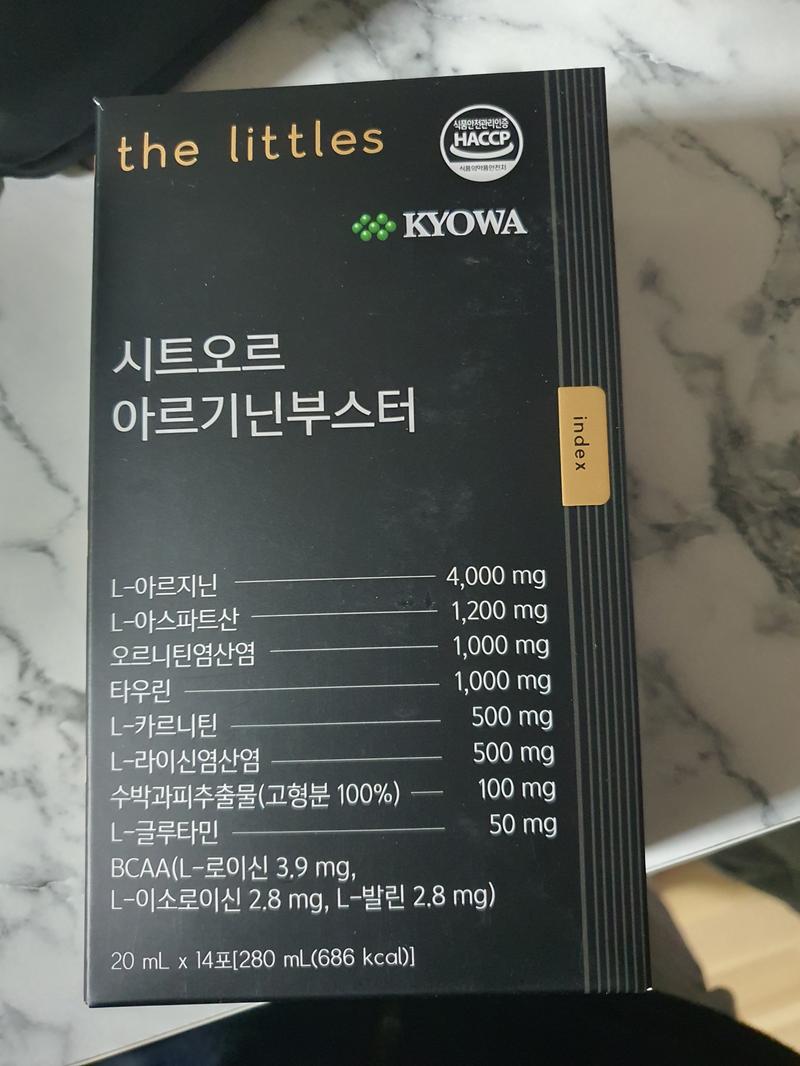 the littles
식품안전관리인증
HACCP
식품의약품안전처
KYOWA
시트오르
아르기닌부스터
index
L-아르지닌 4,000 mg
L-아스파트산 1,200 mg
오르니틴염산염 1,000 mg
타우린 1,000 mg
L-카르니틴 500 mg
L-라이신염산염 500 mg
수박과피추출물(고형분 100%) 100 mg
L-글루타민 50 mg
BCAA(L-로이신 3.9 mg,
L-이소로이신 2.8 mg, L-발린 2.8 mg)
20 mL x 14포[280 mL(686 kcal)]